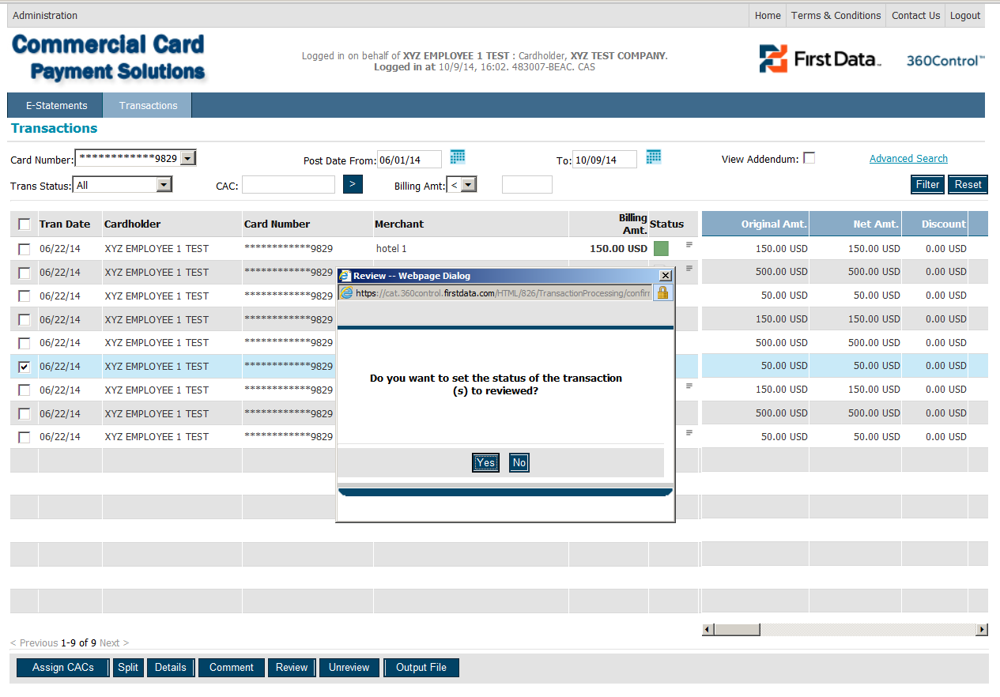 Administration Home Terms & Conditions Contact Us Logout
Commercial Card
Payment Solutions
Logged in on behalf of XYZ EMPLOYEE 1 TEST : Cardholder, XYZ TEST COMPANY.
Logged in at 10/9/14, 16:02. 483007-BEAC. CAS
First Data 360Control
E-Statements Transactions
Transactions
Card Number: ************9829 Post Date From: 06/01/14 To: 10/09/14 View Addendum: Advanced Search
Trans Status: All CAC: > Billing Amt: < Filter Reset
Tran Date Cardholder Card Number Merchant Billing Amt. Status Original Amt. Net Amt. Discount
06/22/14 XYZ EMPLOYEE 1 TEST ************9829 hotel 1 150.00 USD 150.00 USD 150.00 USD 0.00 USD
06/22/14 XYZ EMPLOYEE 1 TEST ************9829 500.00 USD 500.00 USD 0.00 USD
06/22/14 XYZ EMPLOYEE 1 TEST ************9829 50.00 USD 50.00 USD 0.00 USD
06/22/14 XYZ EMPLOYEE 1 TEST ************9829 150.00 USD 150.00 USD 0.00 USD
06/22/14 XYZ EMPLOYEE 1 TEST ************9829 500.00 USD 500.00 USD 0.00 USD
06/22/14 XYZ EMPLOYEE 1 TEST ************9829 50.00 USD 50.00 USD 0.00 USD
06/22/14 XYZ EMPLOYEE 1 TEST ************9829 150.00 USD 150.00 USD 0.00 USD
06/22/14 XYZ EMPLOYEE 1 TEST ************9829 500.00 USD 500.00 USD 0.00 USD
06/22/14 XYZ EMPLOYEE 1 TEST ************9829 50.00 USD 50.00 USD 0.00 USD
Review -- Webpage Dialog
https://cat.360control.firstdata.com/HTML/826/TransactionProcessing/confirm
Do you want to set the status of the transaction
(s) to reviewed?
Yes No
< Previous 1-9 of 9 Next >
Assign CACs Split Details Comment Review Unreview Output File